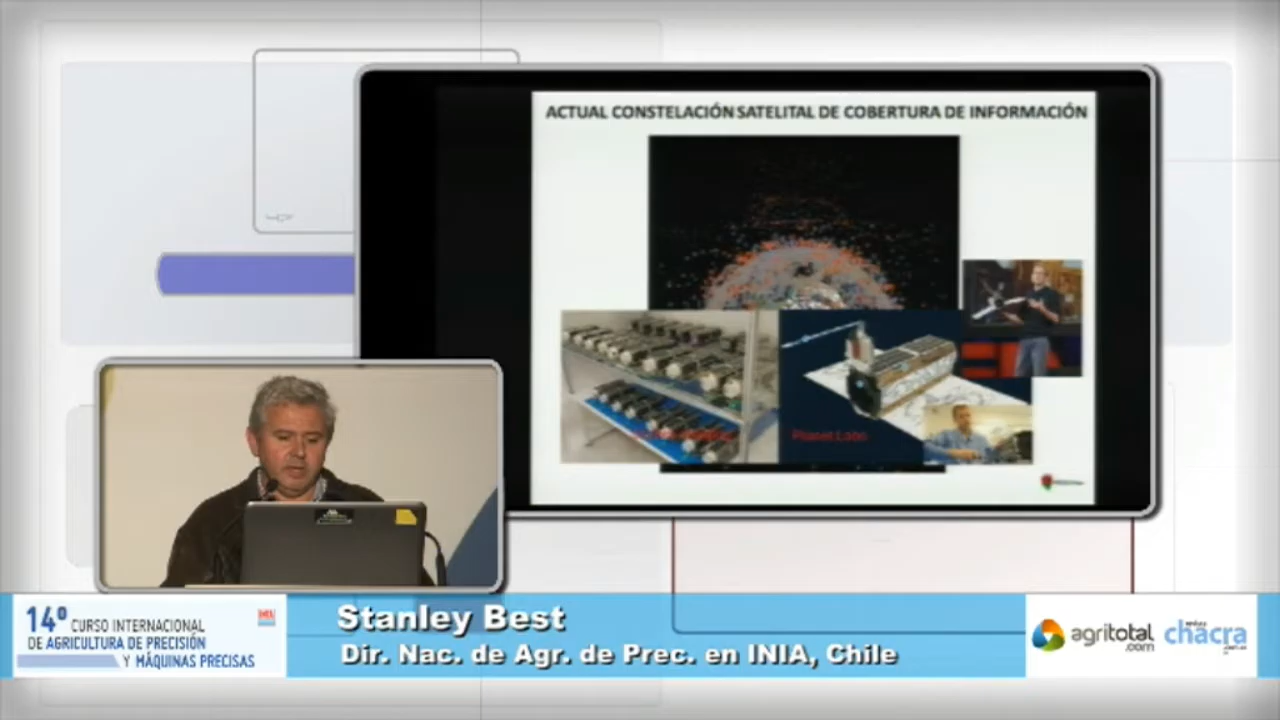 ACTUAL CONSTELACIÓN SATELITAL DE COBERTURA DE INFORMACIÓN
Planet Labs
Stanley Best
Dir. Nac. de Agr. de Prec. en INIA, Chile
14º CURSO INTERNACIONAL
DE AGRICULTURA DE PRECISIÓN
Y MÁQUINAS PRECISAS
agritotal
.com
chacra